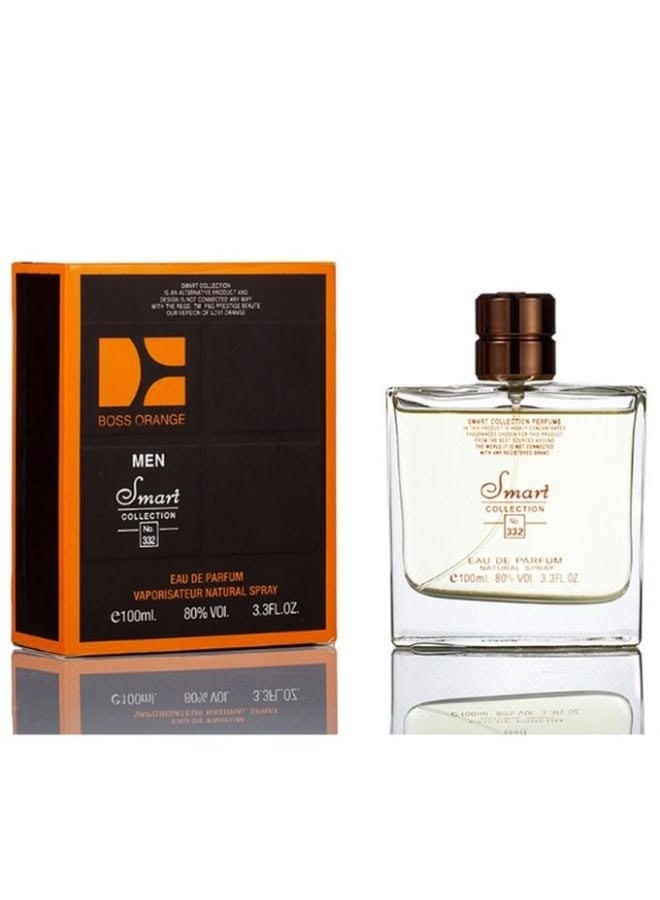 SMART COLLECTION
IS AN ALTERNATIVE PRODUCT AND
DESIGN IS NOT CONNECTED ANY WAY
WITH THE REGD. TM. P&G PRESTIGE BEAUTE
OUR VERSION OF ORANGE
BOSS ORANGE
MEN
Smart
COLLECTION
No.
332
EAU DE PARFUM
VAPORISATEUR NATURAL SPRAY
e100ml. 80% VOl. 3.3FL.OZ.
SMART COLLECTION PERFUME
IN THIS PRODUCT IS HIGHLY CONCENTRATED
FRAGRANCES CHOSEN FOR THIS PRODUCT
FROM THE BEST SOURCES AROUND
THE WORLD IT IS NOT CONNECTED
WITH ANY REGISTERED BRAND
Smart
COLLECTION
No.
332
EAU DE PARFUM
NATURAL SPRAY
e100ml. 80% VOl 3.3FL.OZ.